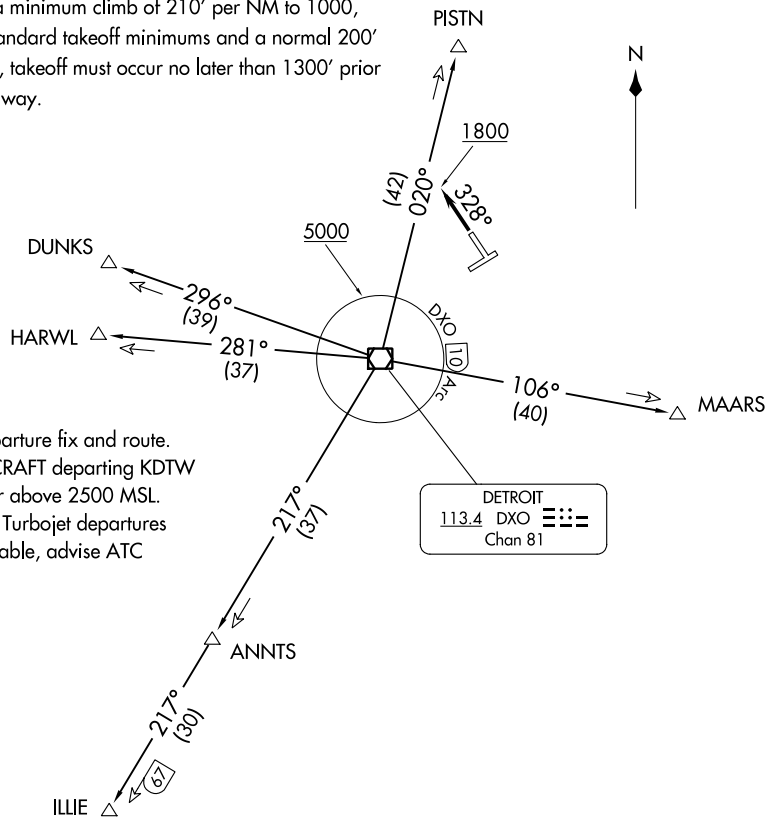 a minimum climb of 210' per NM to 1000,
tandard takeoff minimums and a normal 200'
, takeoff must occur no later than 1300' prior
way.
PISTN
N
1800
328°
(42)
020°
5000
DUNKS
296°
(39)
HARWL
281°
(37)
DXO
10
Arc
106°
(40)
MAARS
parture fix and route.
CRAFT departing KDTW
r above 2500 MSL.
Turbojet departures
able, advise ATC
DETROIT
113.4 DXO
Chan 81
217°
(37)
ANNTS
217°
(30)
67
ILLIE